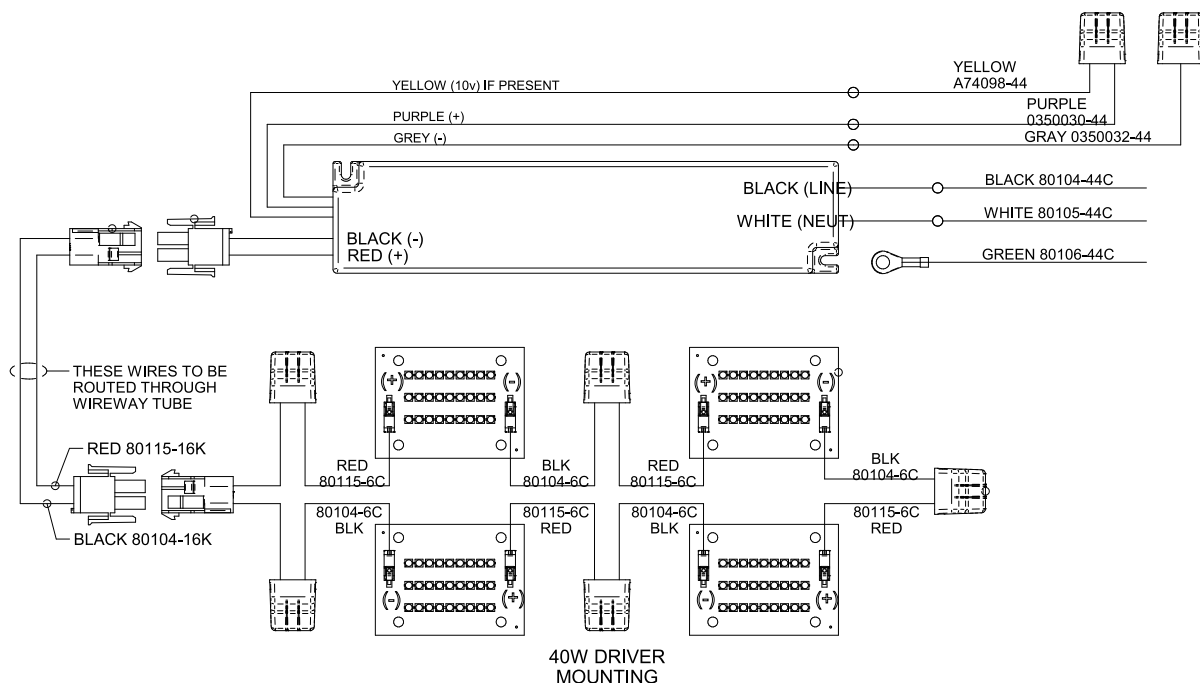 YELLOW
A74098-44
YELLOW (10v) IF PRESENT
PURPLE
0350030-44
PURPLE (+)
GRAY 0350032-44
GREY (-)
BLACK (LINE)
BLACK 80104-44C
WHITE (NEUT)
WHITE 80105-44C
BLACK (-)
RED (+)
GREEN 80106-44C
THESE WIRES TO BE
ROUTED THROUGH
WIREWAY TUBE
(+)
(-)
(+)
(-)
RED 80115-16K
BLACK 80104-16K
RED
80115-6C
BLK
80104-6C
RED
80115-6C
BLK
80104-6C
80104-6C
BLK
80115-6C
RED
80104-6C
BLK
80115-6C
RED
(-)
(+)
(-)
(+)
40W DRIVER
MOUNTING